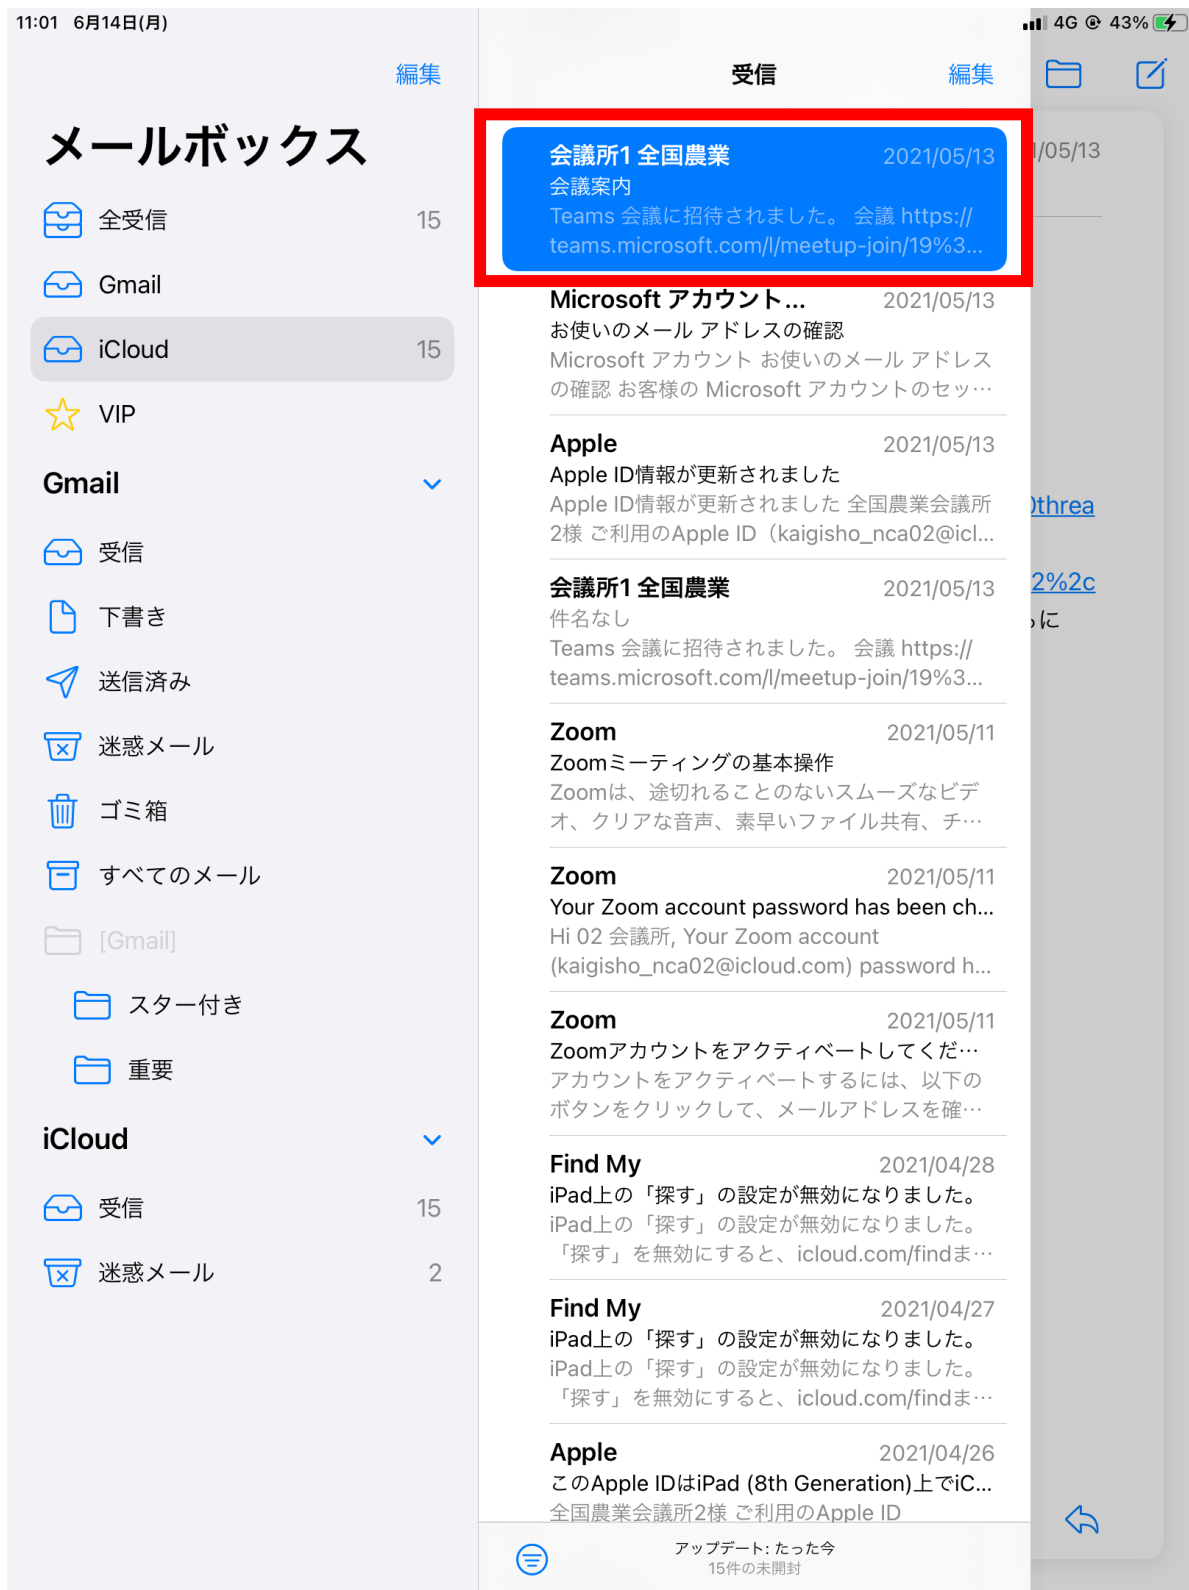 11:01 6月14日(月)
4G 43%
編集
メールボックス
全受信 15
Gmail
iCloud 15
VIP
Gmail
受信
下書き
送信済み
迷惑メール
ゴミ箱
すべてのメール
[Gmail]
スター付き
重要
iCloud
受信 15
迷惑メール 2
受信 編集
会議所1 全国農業 2021/05/13
会議案内
Teams 会議に招待されました。 会議 https://
teams.microsoft.com/l/meetup-join/19%3...
Microsoft アカウント... 2021/05/13
お使いのメール アドレスの確認
Microsoft アカウント お使いのメール アドレス
の確認 お客様の Microsoft アカウントのセッ…
Apple 2021/05/13
Apple ID情報が更新されました
Apple ID情報が更新されました 全国農業会議所
2様 ご利用のApple ID（kaigisho_nca02@icl...
会議所1 全国農業 2021/05/13
件名なし
Teams 会議に招待されました。 会議 https://
teams.microsoft.com/l/meetup-join/19%3...
Zoom 2021/05/11
Zoomミーティングの基本操作
Zoomは、途切れることのないスムーズなビデ
オ、クリアな音声、素早いファイル共有、チ…
Zoom 2021/05/11
Your Zoom account password has been ch...
Hi 02 会議所, Your Zoom account
(kaigisho_nca02@icloud.com) password h...
Zoom 2021/05/11
Zoomアカウントをアクティベートしてくだ…
アカウントをアクティベートするには、以下の
ボタンをクリックして、メールアドレスを確…
Find My 2021/04/28
iPad上の「探す」の設定が無効になりました。
iPad上の「探す」の設定が無効になりました。
「探す」を無効にすると、icloud.com/findま…
Find My 2021/04/27
iPad上の「探す」の設定が無効になりました。
iPad上の「探す」の設定が無効になりました。
「探す」を無効にすると、icloud.com/findま…
Apple 2021/04/26
このApple IDはiPad (8th Generation)上でiC...
全国農業会議所2様 ご利用のApple ID
アップデート: たった今
15件の未開封
/05/13
threa
2%2c
に